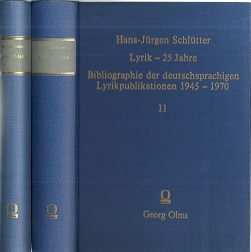 Hans-Jürgen Schlütter
Lyrik – 25 Jahre
Bibliographie der deutschsprachigen
Lyrikpublikationen 1945 – 1970
II
Georg Olms